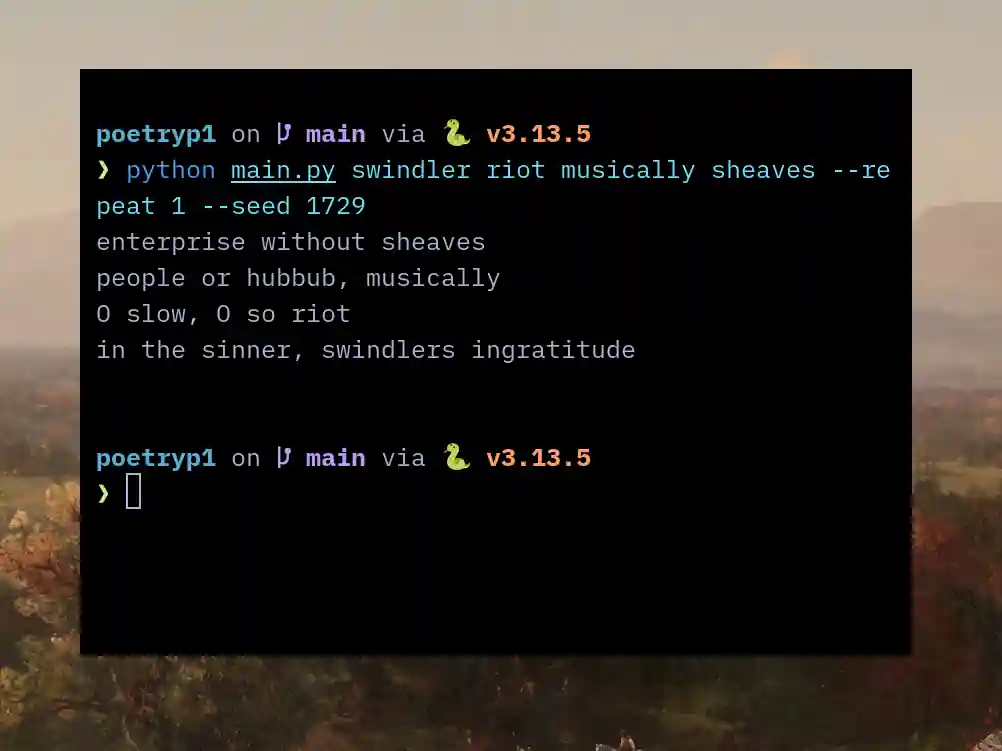 poetryp1 on main via 🐍 v3.13.5
❯ python main.py swindler riot musically sheaves --re
peat 1 --seed 1729
enterprise without sheaves
people or hubbub, musically
O slow, O so riot
in the sinner, swindlers ingratitude
poetryp1 on main via 🐍 v3.13.5
❯